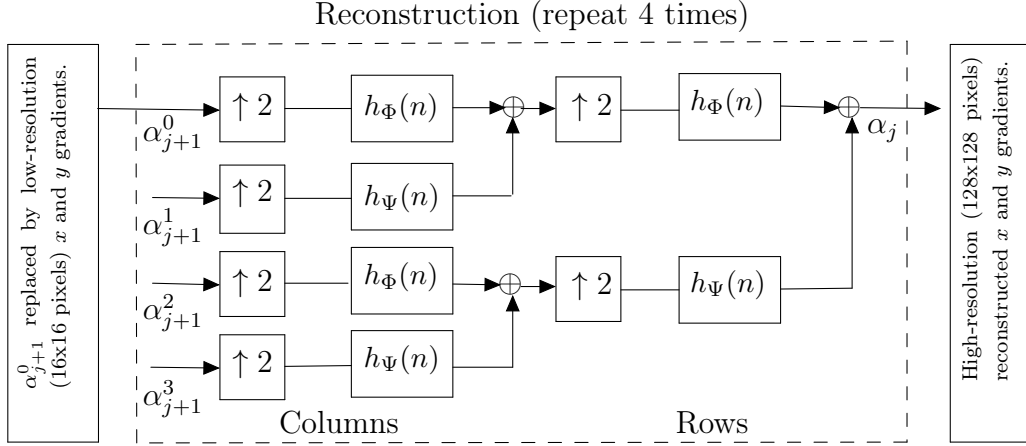 Reconstruction (repeat 4 times)
α⁰ⱼ₊₁ replaced by low-resolution
(16x16 pixels) x and y gradients.
↑ 2 h_Φ(n) ↑ 2 h_Φ(n)
α⁰ⱼ₊₁ αⱼ
↑ 2 h_Ψ(n)
α¹ⱼ₊₁
↑ 2 h_Φ(n) ↑ 2 h_Ψ(n)
α²ⱼ₊₁
↑ 2 h_Ψ(n)
α³ⱼ₊₁
Columns Rows
High-resolution (128x128 pixels)
reconstructed x and y gradients.